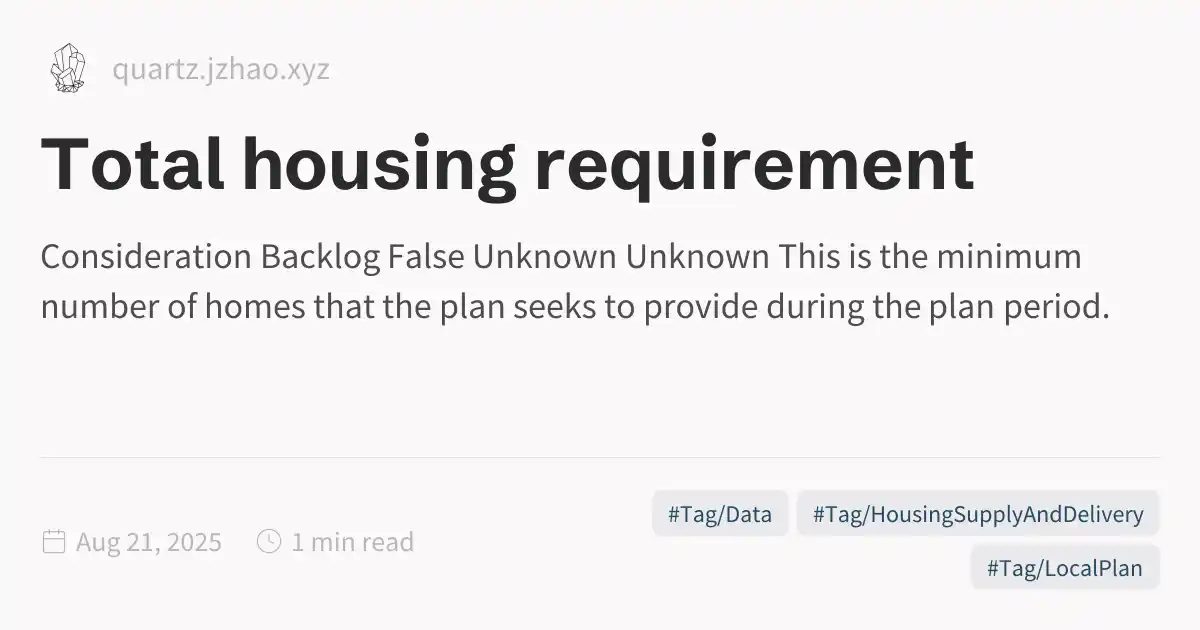 quartz.jzhao.xyz
Total housing requirement
Consideration Backlog False Unknown Unknown This is the minimum
number of homes that the plan seeks to provide during the plan period.
Aug 21, 2025
1 min read
#Tag/Data
#Tag/HousingSupplyAndDelivery
#Tag/LocalPlan